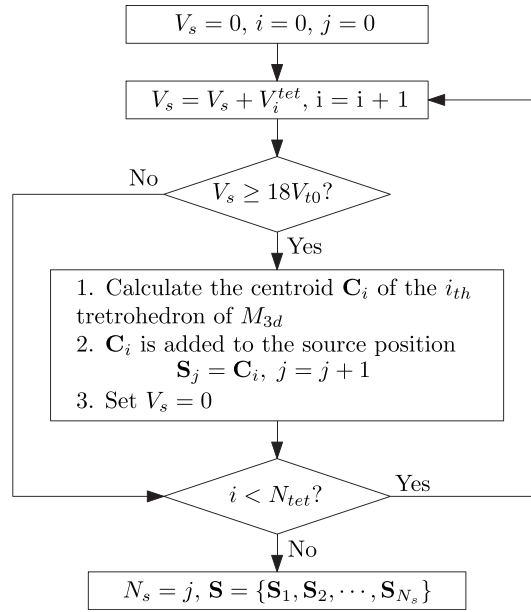 V_s = 0, i = 0, j = 0
V_s = V_s + V_i^{tet}, i = i + 1
No
V_s ≥ 18V_{t0}?
Yes
1. Calculate the centroid C_i of the i_{th}
tretrohedron of M_{3d}
2. C_i is added to the source position
S_j = C_i, j = j + 1
3. Set V_s = 0
i < N_{tet}?
Yes
No
N_s = j, S = {S_1, S_2, ⋯, S_{N_s}}